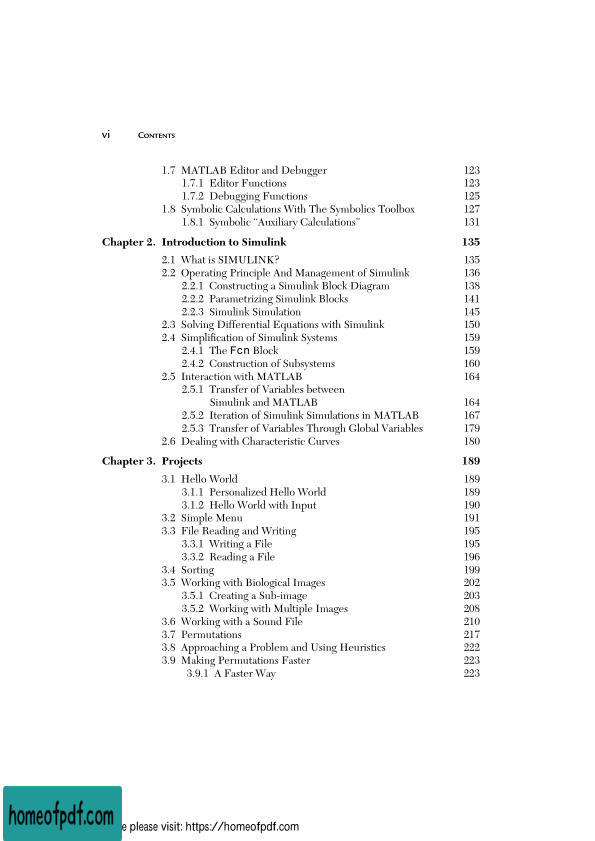 vi CONTENTS
1.7 MATLAB Editor and Debugger 123
1.7.1 Editor Functions 123
1.7.2 Debugging Functions 125
1.8 Symbolic Calculations With The Symbolics Toolbox 127
1.8.1 Symbolic “Auxiliary Calculations” 131
Chapter 2. Introduction to Simulink 135
2.1 What is SIMULINK? 135
2.2 Operating Principle And Management of Simulink 136
2.2.1 Constructing a Simulink Block Diagram 138
2.2.2 Parametrizing Simulink Blocks 141
2.2.3 Simulink Simulation 145
2.3 Solving Differential Equations with Simulink 150
2.4 Simplification of Simulink Systems 159
2.4.1 The Fcn Block 159
2.4.2 Construction of Subsystems 160
2.5 Interaction with MATLAB 164
2.5.1 Transfer of Variables between
Simulink and MATLAB 164
2.5.2 Iteration of Simulink Simulations in MATLAB 167
2.5.3 Transfer of Variables Through Global Variables 179
2.6 Dealing with Characteristic Curves 180
Chapter 3. Projects 189
3.1 Hello World 189
3.1.1 Personalized Hello World 189
3.1.2 Hello World with Input 190
3.2 Simple Menu 191
3.3 File Reading and Writing 195
3.3.1 Writing a File 195
3.3.2 Reading a File 196
3.4 Sorting 199
3.5 Working with Biological Images 202
3.5.1 Creating a Sub-image 203
3.5.2 Working with Multiple Images 208
3.6 Working with a Sound File 210
3.7 Permutations 217
3.8 Approaching a Problem and Using Heuristics 222
3.9 Making Permutations Faster 223
3.9.1 A Faster Way 223
homeofpdf.com
e please visit: https://homeofpdf.com